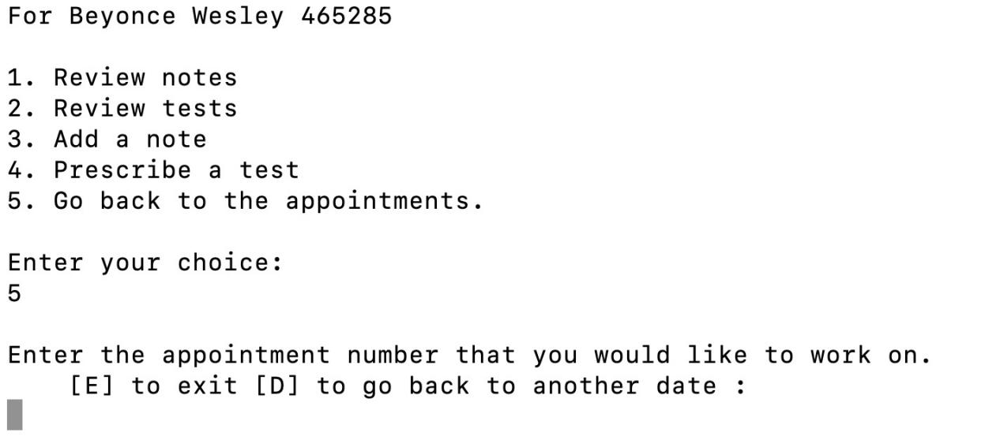 For Beyonce Wesley 465285
1. Review notes
2. Review tests
3. Add a note
4. Prescribe a test
5. Go back to the appointments.
Enter your choice:
5
Enter the appointment number that you would like to work on.
[E] to exit [D] to go back to another date :